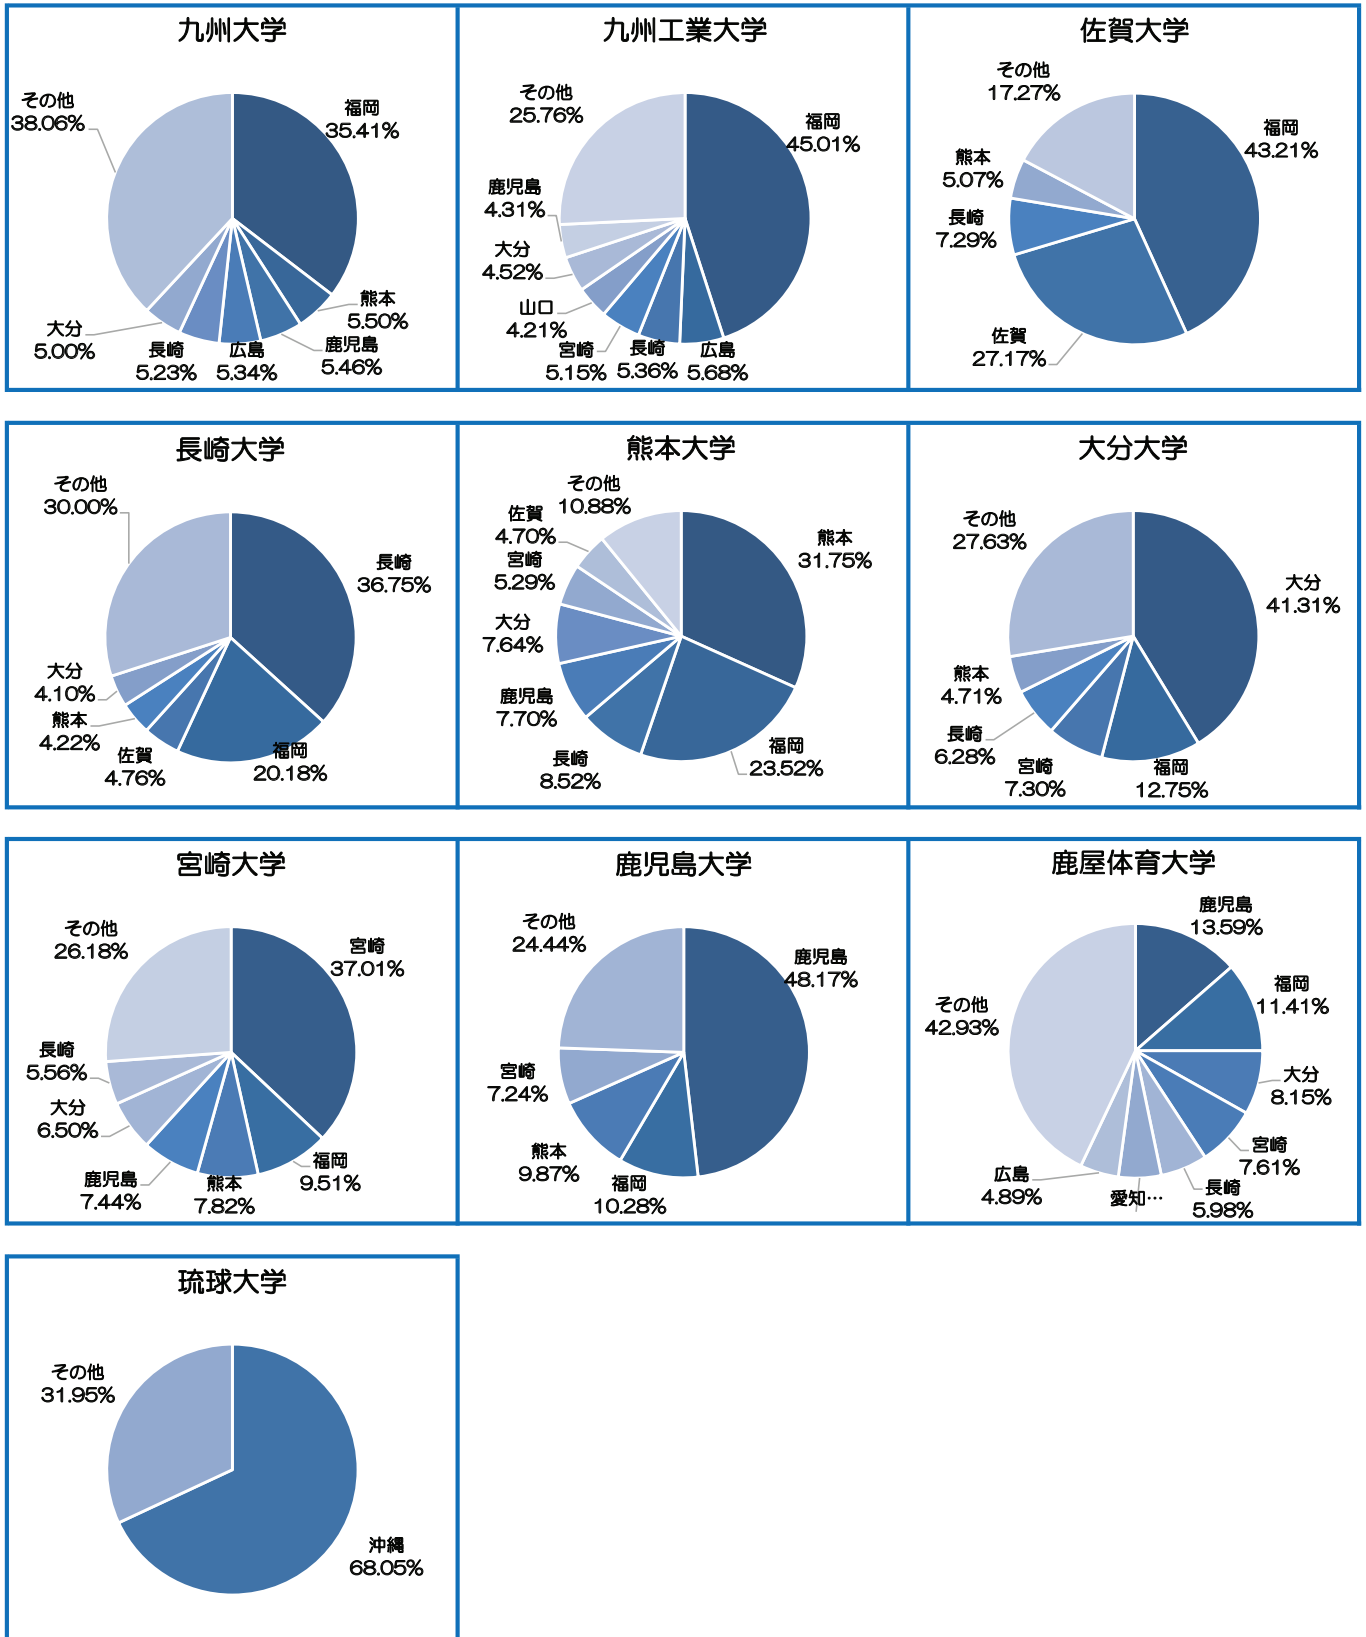 九州大学
その他
38.06%
福岡
35.41%
熊本
5.50%
鹿児島
5.46%
広島
5.34%
長崎
5.23%
大分
5.00%
九州工業大学
その他
25.76%
福岡
45.01%
鹿児島
4.31%
大分
4.52%
山口
4.21%
宮崎
5.15%
長崎
5.36%
広島
5.68%
佐賀大学
その他
17.27%
福岡
43.21%
熊本
5.07%
長崎
7.29%
佐賀
27.17%
長崎大学
その他
30.00%
長崎
36.75%
大分
4.10%
熊本
4.22%
佐賀
4.76%
福岡
20.18%
熊本大学
その他
10.88%
佐賀
4.70%
宮崎
5.29%
熊本
31.75%
大分
7.64%
鹿児島
7.70%
長崎
8.52%
福岡
23.52%
大分大学
その他
27.63%
大分
41.31%
熊本
4.71%
長崎
6.28%
宮崎
7.30%
福岡
12.75%
宮崎大学
その他
26.18%
宮崎
37.01%
長崎
5.56%
大分
6.50%
鹿児島
7.44%
熊本
7.82%
福岡
9.51%
鹿児島大学
その他
24.44%
鹿児島
48.17%
宮崎
7.24%
熊本
9.87%
福岡
10.28%
鹿屋体育大学
鹿児島
13.59%
福岡
11.41%
その他
42.93%
大分
8.15%
宮崎
7.61%
長崎
5.98%
愛知…
広島
4.89%
琉球大学
その他
31.95%
沖縄
68.05%